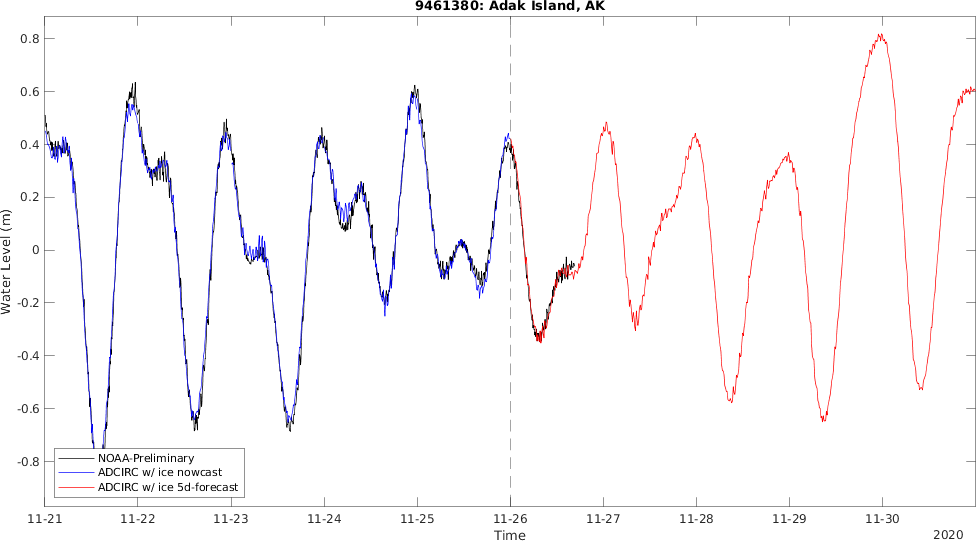 9461380: Adak Island, AK
Water Level (m)
0.8
0.6
0.4
0.2
0
-0.2
-0.4
-0.6
-0.8
NOAA-Preliminary
ADCIRC w/ ice nowcast
ADCIRC w/ ice 5d-forecast
11-21 11-22 11-23 11-24 11-25 11-26 11-27 11-28 11-29 11-30
Time
2020